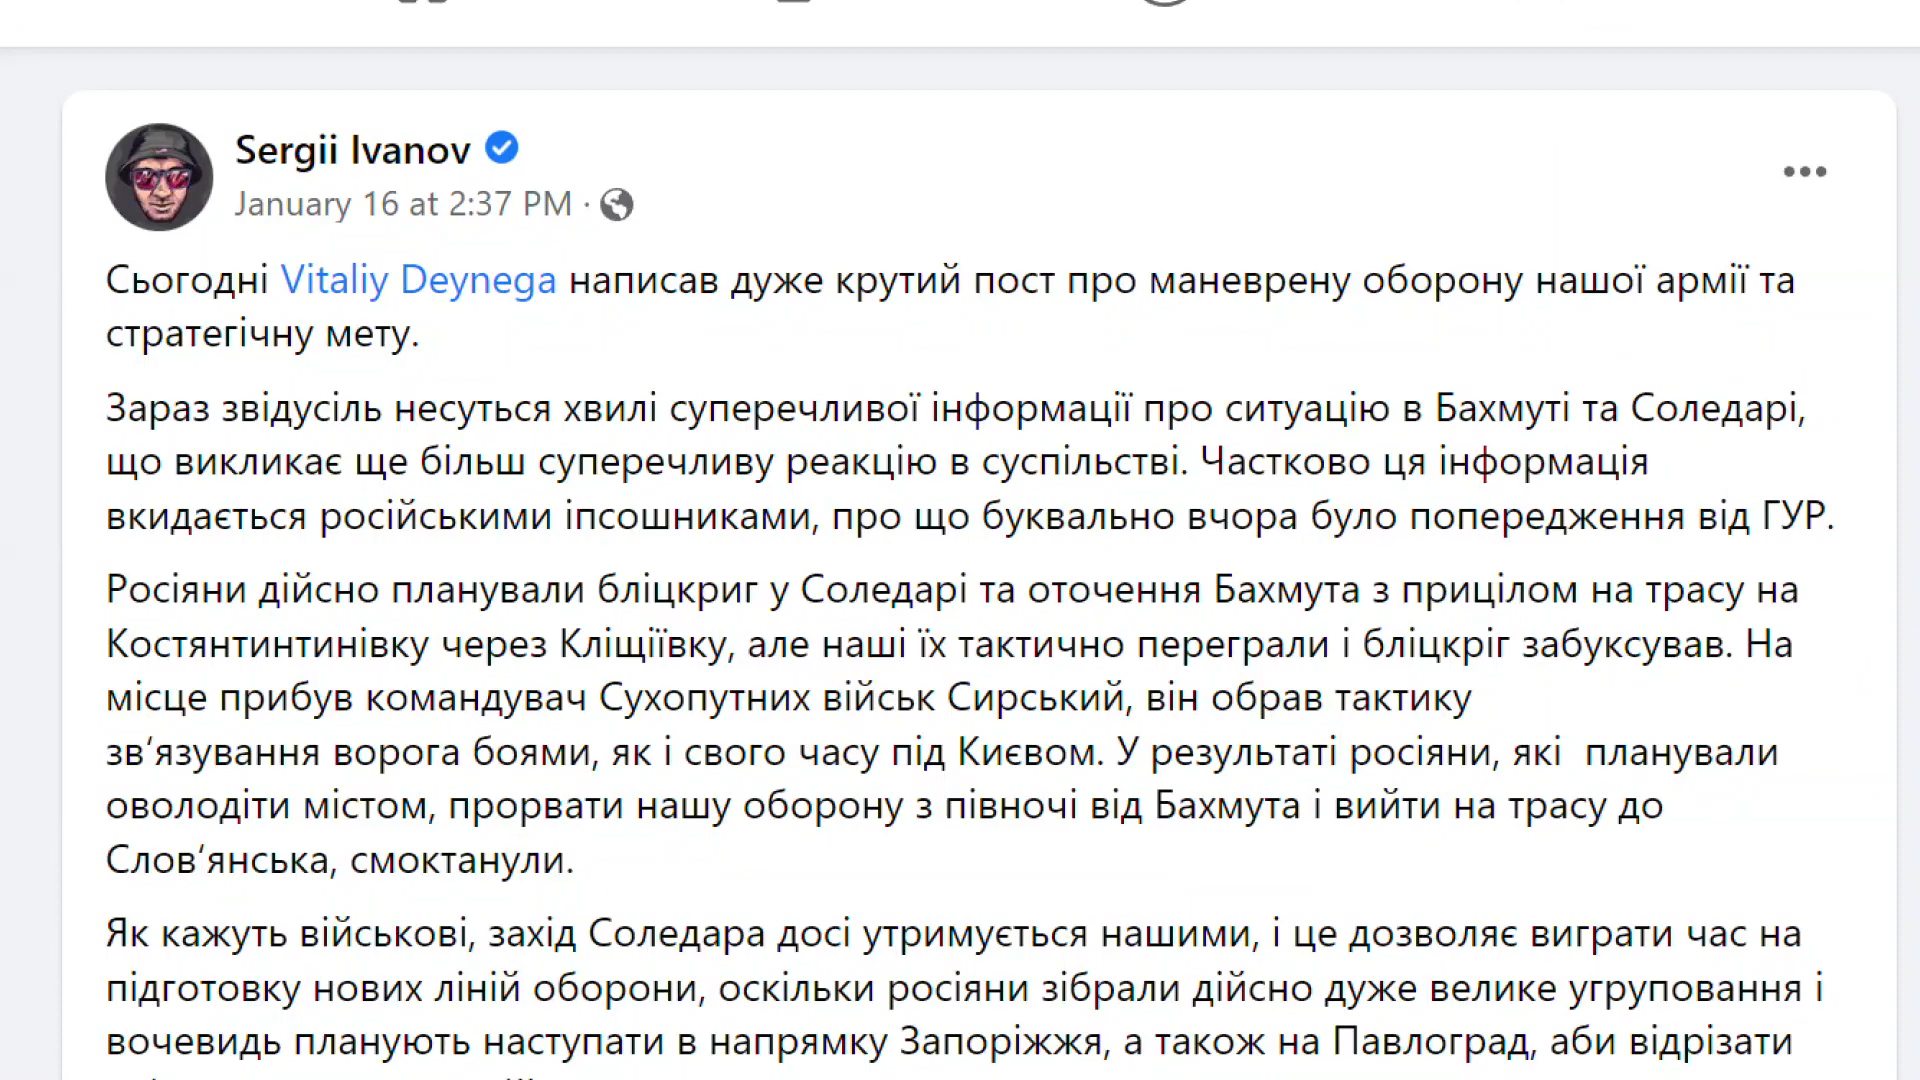 Sergii Ivanov
January 16 at 2:37 PM ·
Сьогодні Vitaliy Deynega написав дуже крутий пост про маневрену оборону нашої армії та
стратегічну мету.
Зараз звідусіль несуться хвилі суперечливої інформації про ситуацію в Бахмуті та Соледарі,
що викликає ще більш суперечливу реакцію в суспільстві. Частково ця інформація
вкидається російськими іпсошниками, про що буквально вчора було попередження від ГУР.
Росіяни дійсно планували бліцкриг у Соледарі та оточення Бахмута з прицілом на трасу на
Костянтинтинівку через Кліщіївку, але наші їх тактично переграли і бліцкріг забуксував. На
місце прибув командувач Сухопутних військ Сирський, він обрав тактику
зв‘язування ворога боями, як і свого часу під Києвом. У результаті росіяни, які  планували
оволодіти містом, прорвати нашу оборону з півночі від Бахмута і вийти на трасу до
Слов‘янська, смоктанули.
Як кажуть військові, захід Соледара досі утримується нашими, і це дозволяє виграти час на
підготовку нових ліній оборони, оскільки росіяни зібрали дійсно дуже велике угруповання і
вочевидь планують наступати в напрямку Запоріжжя, а також на Павлоград, аби відрізати